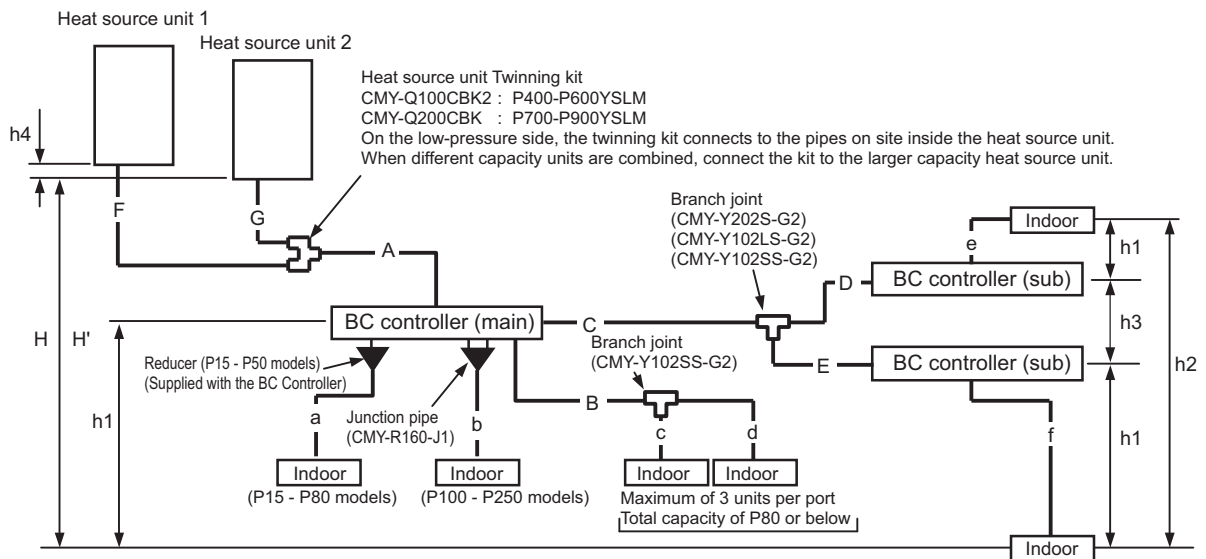 Heat source unit 1
Heat source unit 2
Heat source unit Twinning kit
CMY-Q100CBK2 : P400-P600YSLM
CMY-Q200CBK : P700-P900YSLM
On the low-pressure side, the twinning kit connects to the pipes on site inside the heat source unit.
When different capacity units are combined, connect the kit to the larger capacity heat source unit.
h4
F
G
A
Branch joint
(CMY-Y202S-G2)
(CMY-Y102LS-G2)
(CMY-Y102SS-G2)
Indoor
e
h1
D
BC controller (sub)
H
H'
BC controller (main)
C
h3
h2
Branch joint
(CMY-Y102SS-G2)
E
BC controller (sub)
Reducer (P15 - P50 models)
(Supplied with the BC Controller)
h1
a
Junction pipe
(CMY-R160-J1)
b
B
c
d
f
h1
Indoor
Indoor
Indoor
Indoor
(P15 - P80 models)
(P100 - P250 models)
Maximum of 3 units per port
Total capacity of P80 or below
Indoor